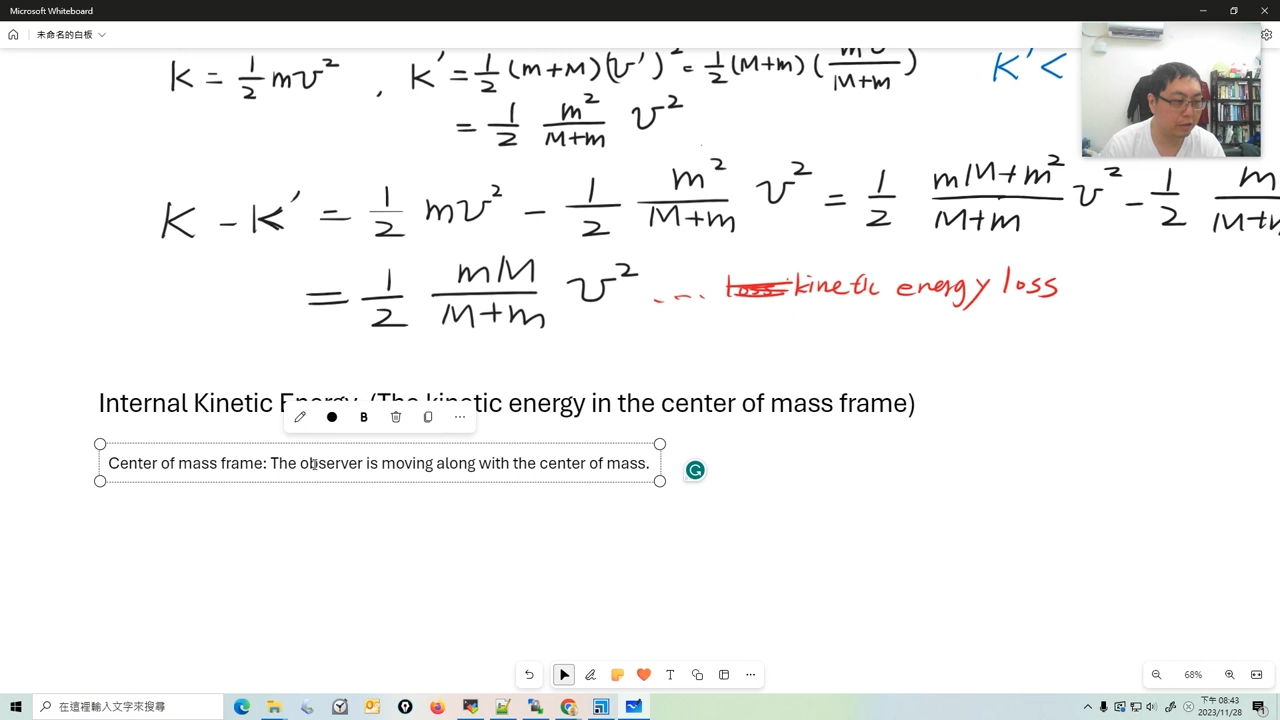 Microsoft Whiteboard
未命名的白板
K = 1/2 mv² , K' = 1/2 (m+M)(v')² = 1/2 (M+m)( mv/M+m ) K' <
= 1/2 m²/M+m v²
K - K' = 1/2 mv² - 1/2 m²/M+m v² = 1/2 mM+m²/M+m v² - 1/2
= 1/2 mM/M+m v² ... kinetic energy loss
Internal Kinetic Energy (The kinetic energy in the center of mass frame)
B
Center of mass frame: The observer is moving along with the center of mass.
T
68%
在這裡輸入文字來搜尋
下午 08:43
2023/11/28